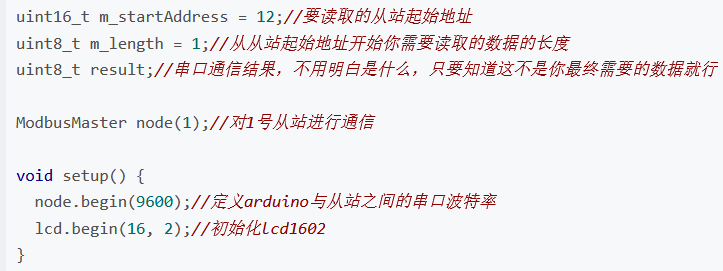 uint16_t m_startAddress = 12;//要读取的从站起始地址
uint8_t m_length = 1;//从从站起始地址开始你需要读取的数据的长度
uint8_t result;//串口通信结果，不用明白是什么，只要知道这不是你最终需要的数据就行
ModbusMaster node(1);//对1号从站进行通信
void setup() {
  node.begin(9600);//定义arduino与从站之间的串口波特率
  lcd.begin(16, 2);//初始化lcd1602
}